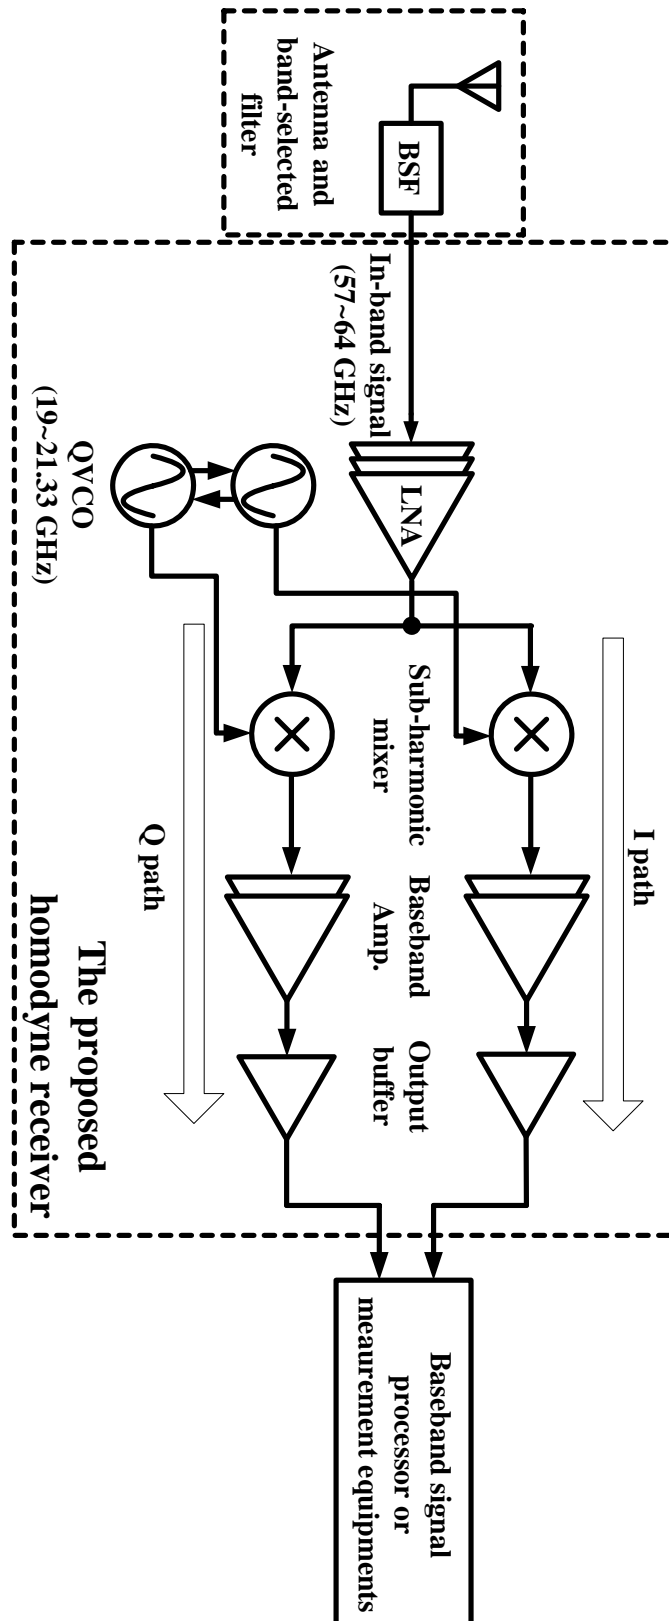 Antenna and
band-selected
filter
BSF
In-band signal
(57~64 GHz)
LNA
QVCO
(19~21.33 GHz)
Sub-harmonic
mixer
I path
Q path
Baseband
Amp.
Output
buffer
The proposed
homodyne receiver
Baseband signal
processor or
meaurement equipments